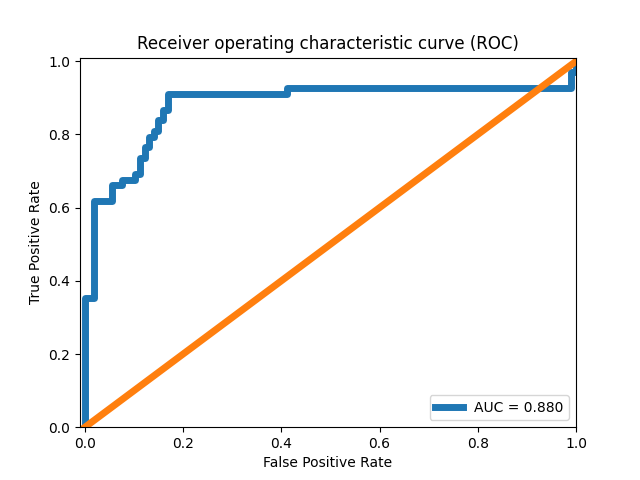 Receiver operating characteristic curve (ROC)
True Positive Rate
1.0
0.8
0.6
0.4
0.2
0.0
0.0 0.2 0.4 0.6 0.8 1.0
False Positive Rate
AUC = 0.880